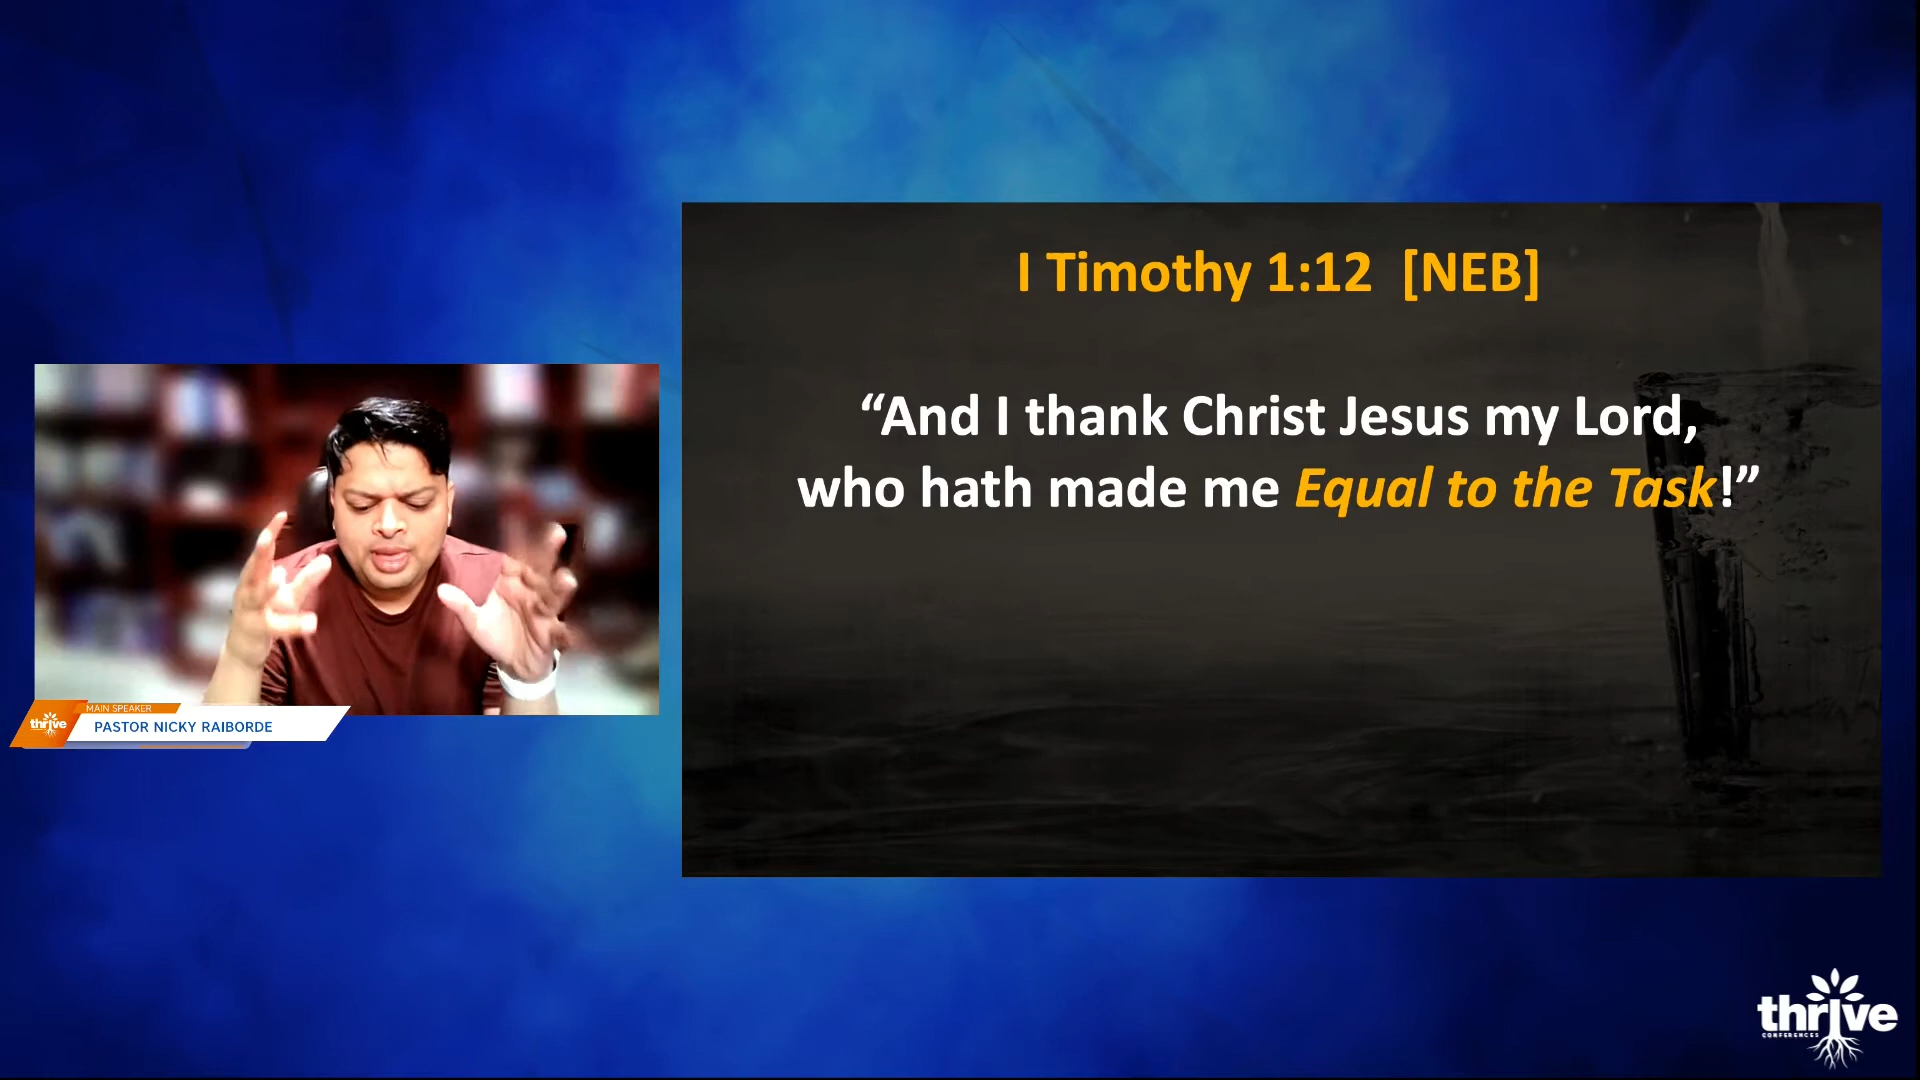 I Timothy 1:12 [NEB]
“And I thank Christ Jesus my Lord,
who hath made me Equal to the Task!”
MAIN SPEAKER
thrive
PASTOR NICKY RAIBORDE
thrive
CONFERENCES